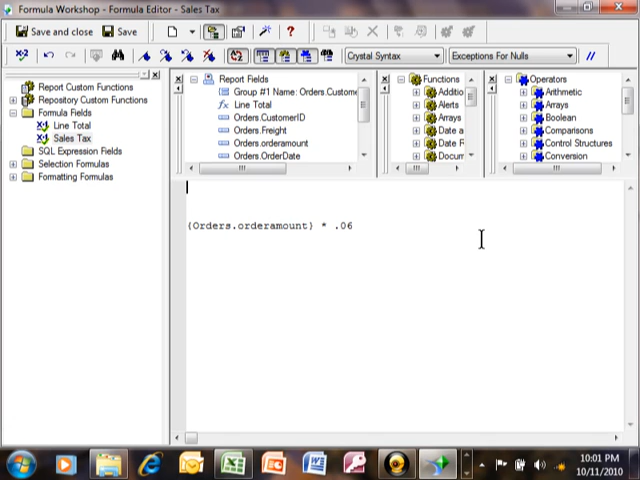 Formula Workshop - Formula Editor - Sales Tax
Save and close Save
Crystal Syntax Exceptions For Nulls
Report Custom Functions
Repository Custom Functions
Formula Fields
Line Total
Sales Tax
SQL Expression Fields
Selection Formulas
Formatting Formulas
Report Fields
Group #1 Name: Orders.Custome
Line Total
Orders.CustomerID
Orders.Freight
Orders.orderamount
Orders.OrderDate
Functions
Additio
Alerts
Arrays
Date a
Date F
Docum
Operators
Arithmetic
Arrays
Boolean
Comparisons
Control Structures
Conversion
{Orders.orderamount} * .06
10:01 PM
10/11/2010